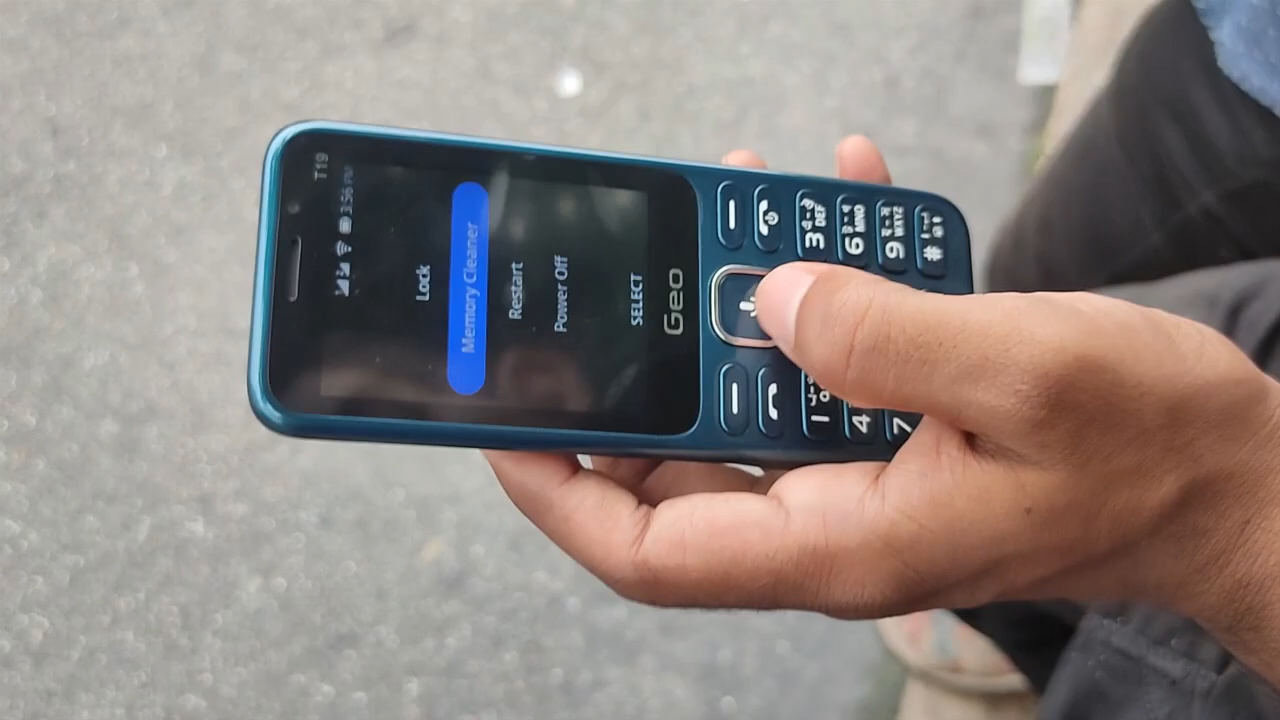 T19
3:56 PM
Lock
Memory Cleaner
Restart
Power Off
SELECT
Geo
1
3 DEF
4
6 MNO
7
9 WXYZ
#